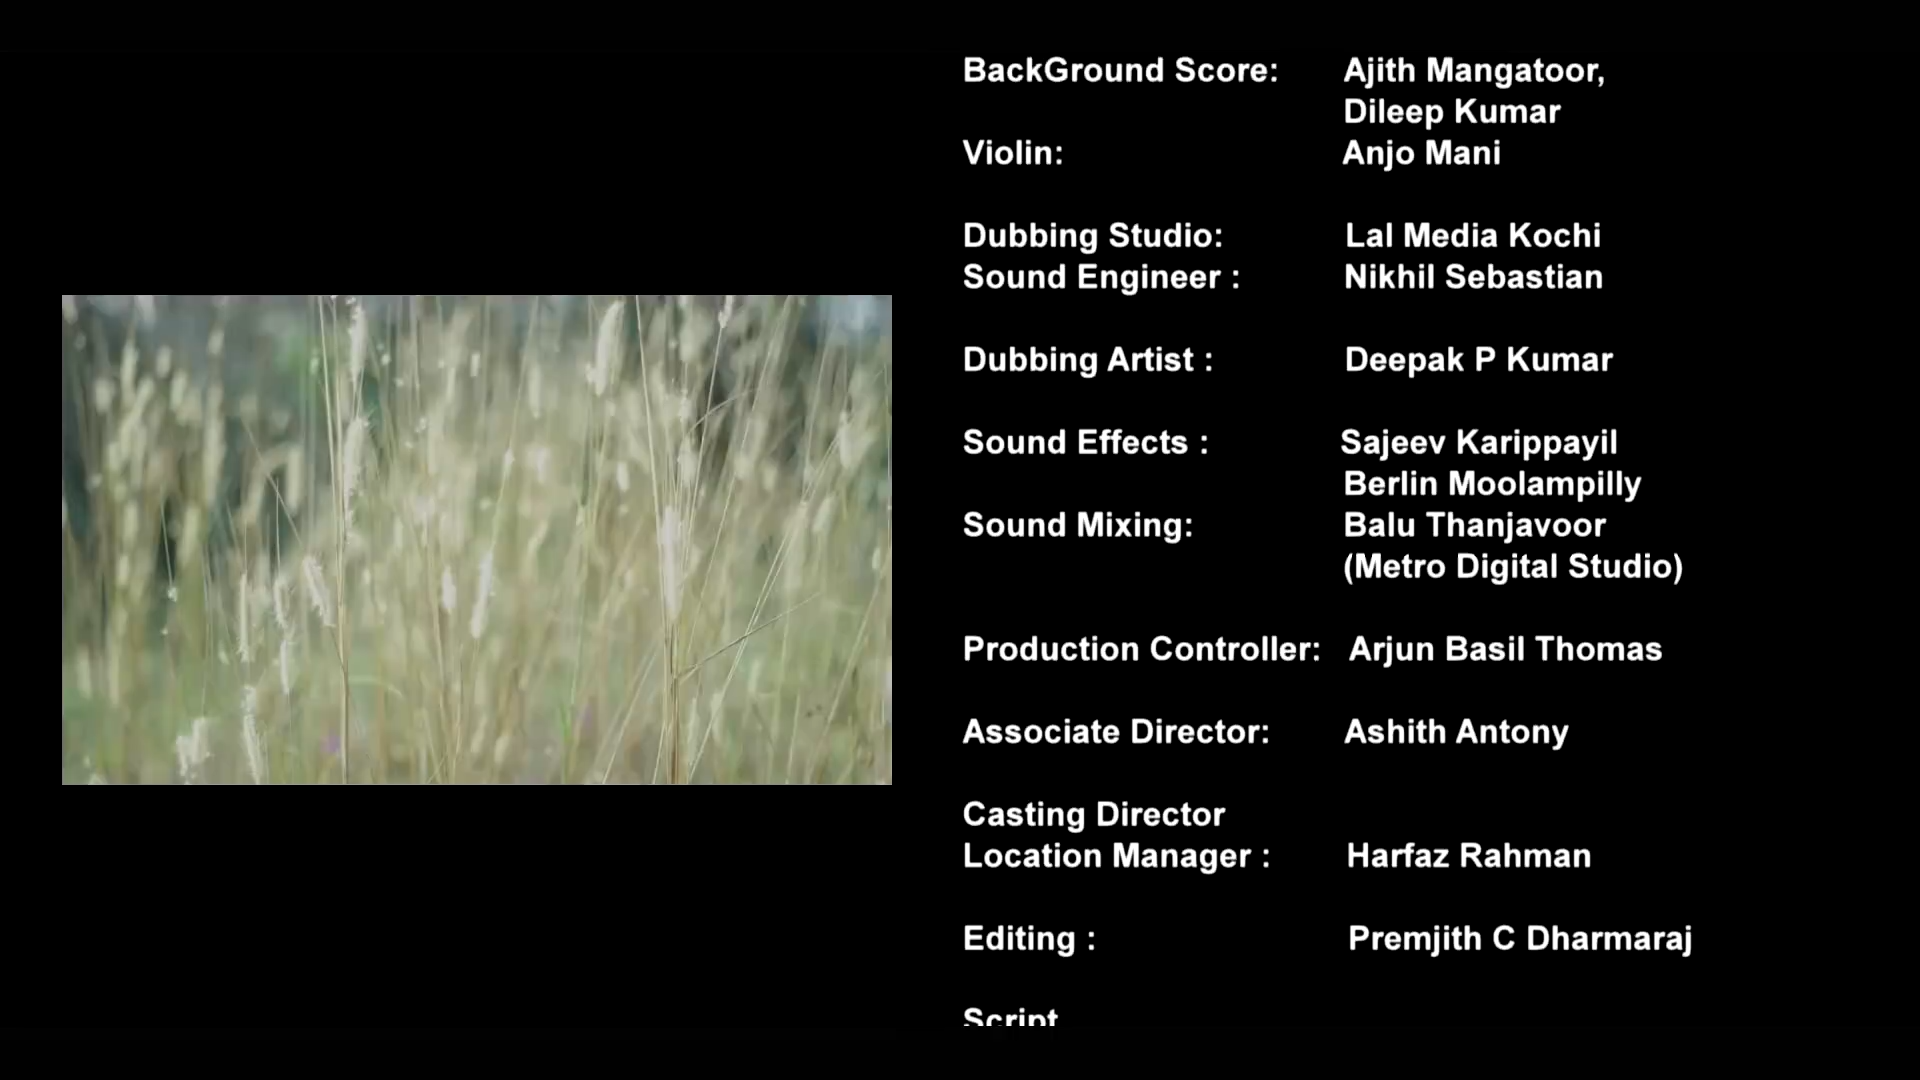 BackGround Score: Ajith Mangatoor,
Dileep Kumar
Violin: Anjo Mani
Dubbing Studio: Lal Media Kochi
Sound Engineer : Nikhil Sebastian
Dubbing Artist : Deepak P Kumar
Sound Effects : Sajeev Karippayil
Berlin Moolampilly
Sound Mixing: Balu Thanjavoor
(Metro Digital Studio)
Production Controller: Arjun Basil Thomas
Associate Director: Ashith Antony
Casting Director
Location Manager : Harfaz Rahman
Editing : Premjith C Dharmaraj
Script